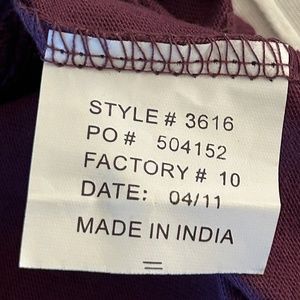 STYLE # 3616
PO # 504152
FACTORY # 10
DATE: 04/11
MADE IN INDIA